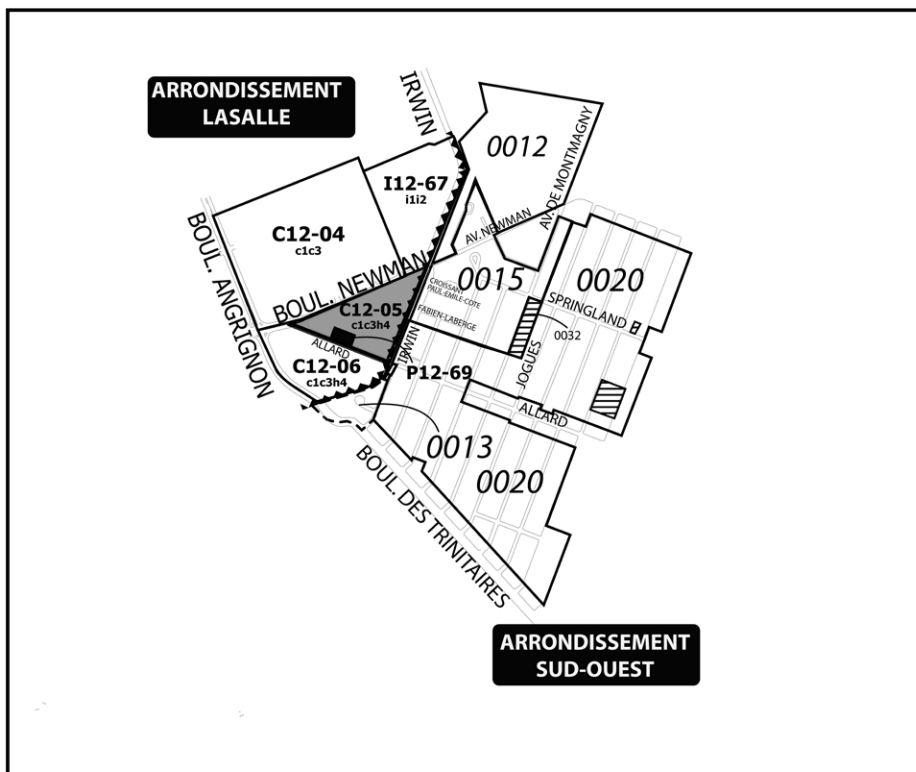 ARRONDISSEMENT
LASALLE
IRWIN
0012
AV. DE MONTMAGNY
I12-67
i1i2
C12-04
c1c3
BOUL. ANGRIGNON
BOUL. NEWMAN
AV. NEWMAN
0015
0020
SPRINGLAND
C12-05
c1c3h4
CROISSANT
PAUL-EMILE-COTE
FABIEN-LABERGE
0032
ALLARD
IRWIN
C12-06
c1c3h4
P12-69
JOGUES
ALLARD
0013
0020
BOUL. DES TRINITAIRES
ARRONDISSEMENT
SUD-OUEST